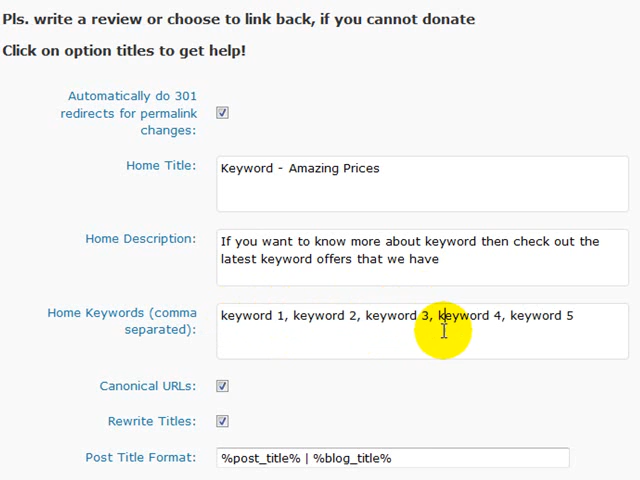 Pls. write a review or choose to link back, if you cannot donate
Click on option titles to get help!
Automatically do 301
redirects for permalink
changes:
Home Title:
Keyword - Amazing Prices
Home Description:
If you want to know more about keyword then check out the
latest keyword offers that we have
Home Keywords (comma
separated):
keyword 1, keyword 2, keyword 3, keyword 4, keyword 5
Canonical URLs:
Rewrite Titles:
Post Title Format:
%post_title% | %blog_title%